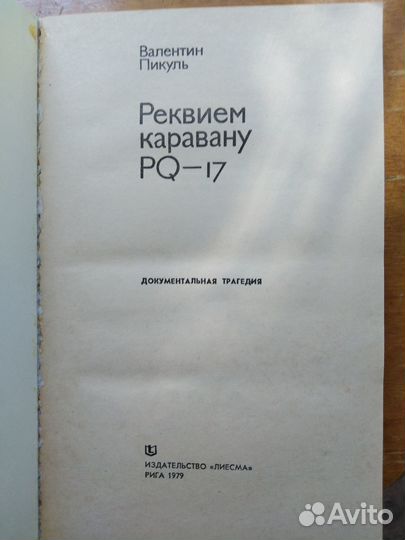 Валентин
Пикуль
Реквием
каравану
PQ—17
ДОКУМЕНТАЛЬНАЯ ТРАГЕДИЯ
ИЗДАТЕЛЬСТВО «ЛИЕСМА»
РИГА 1979
Avito